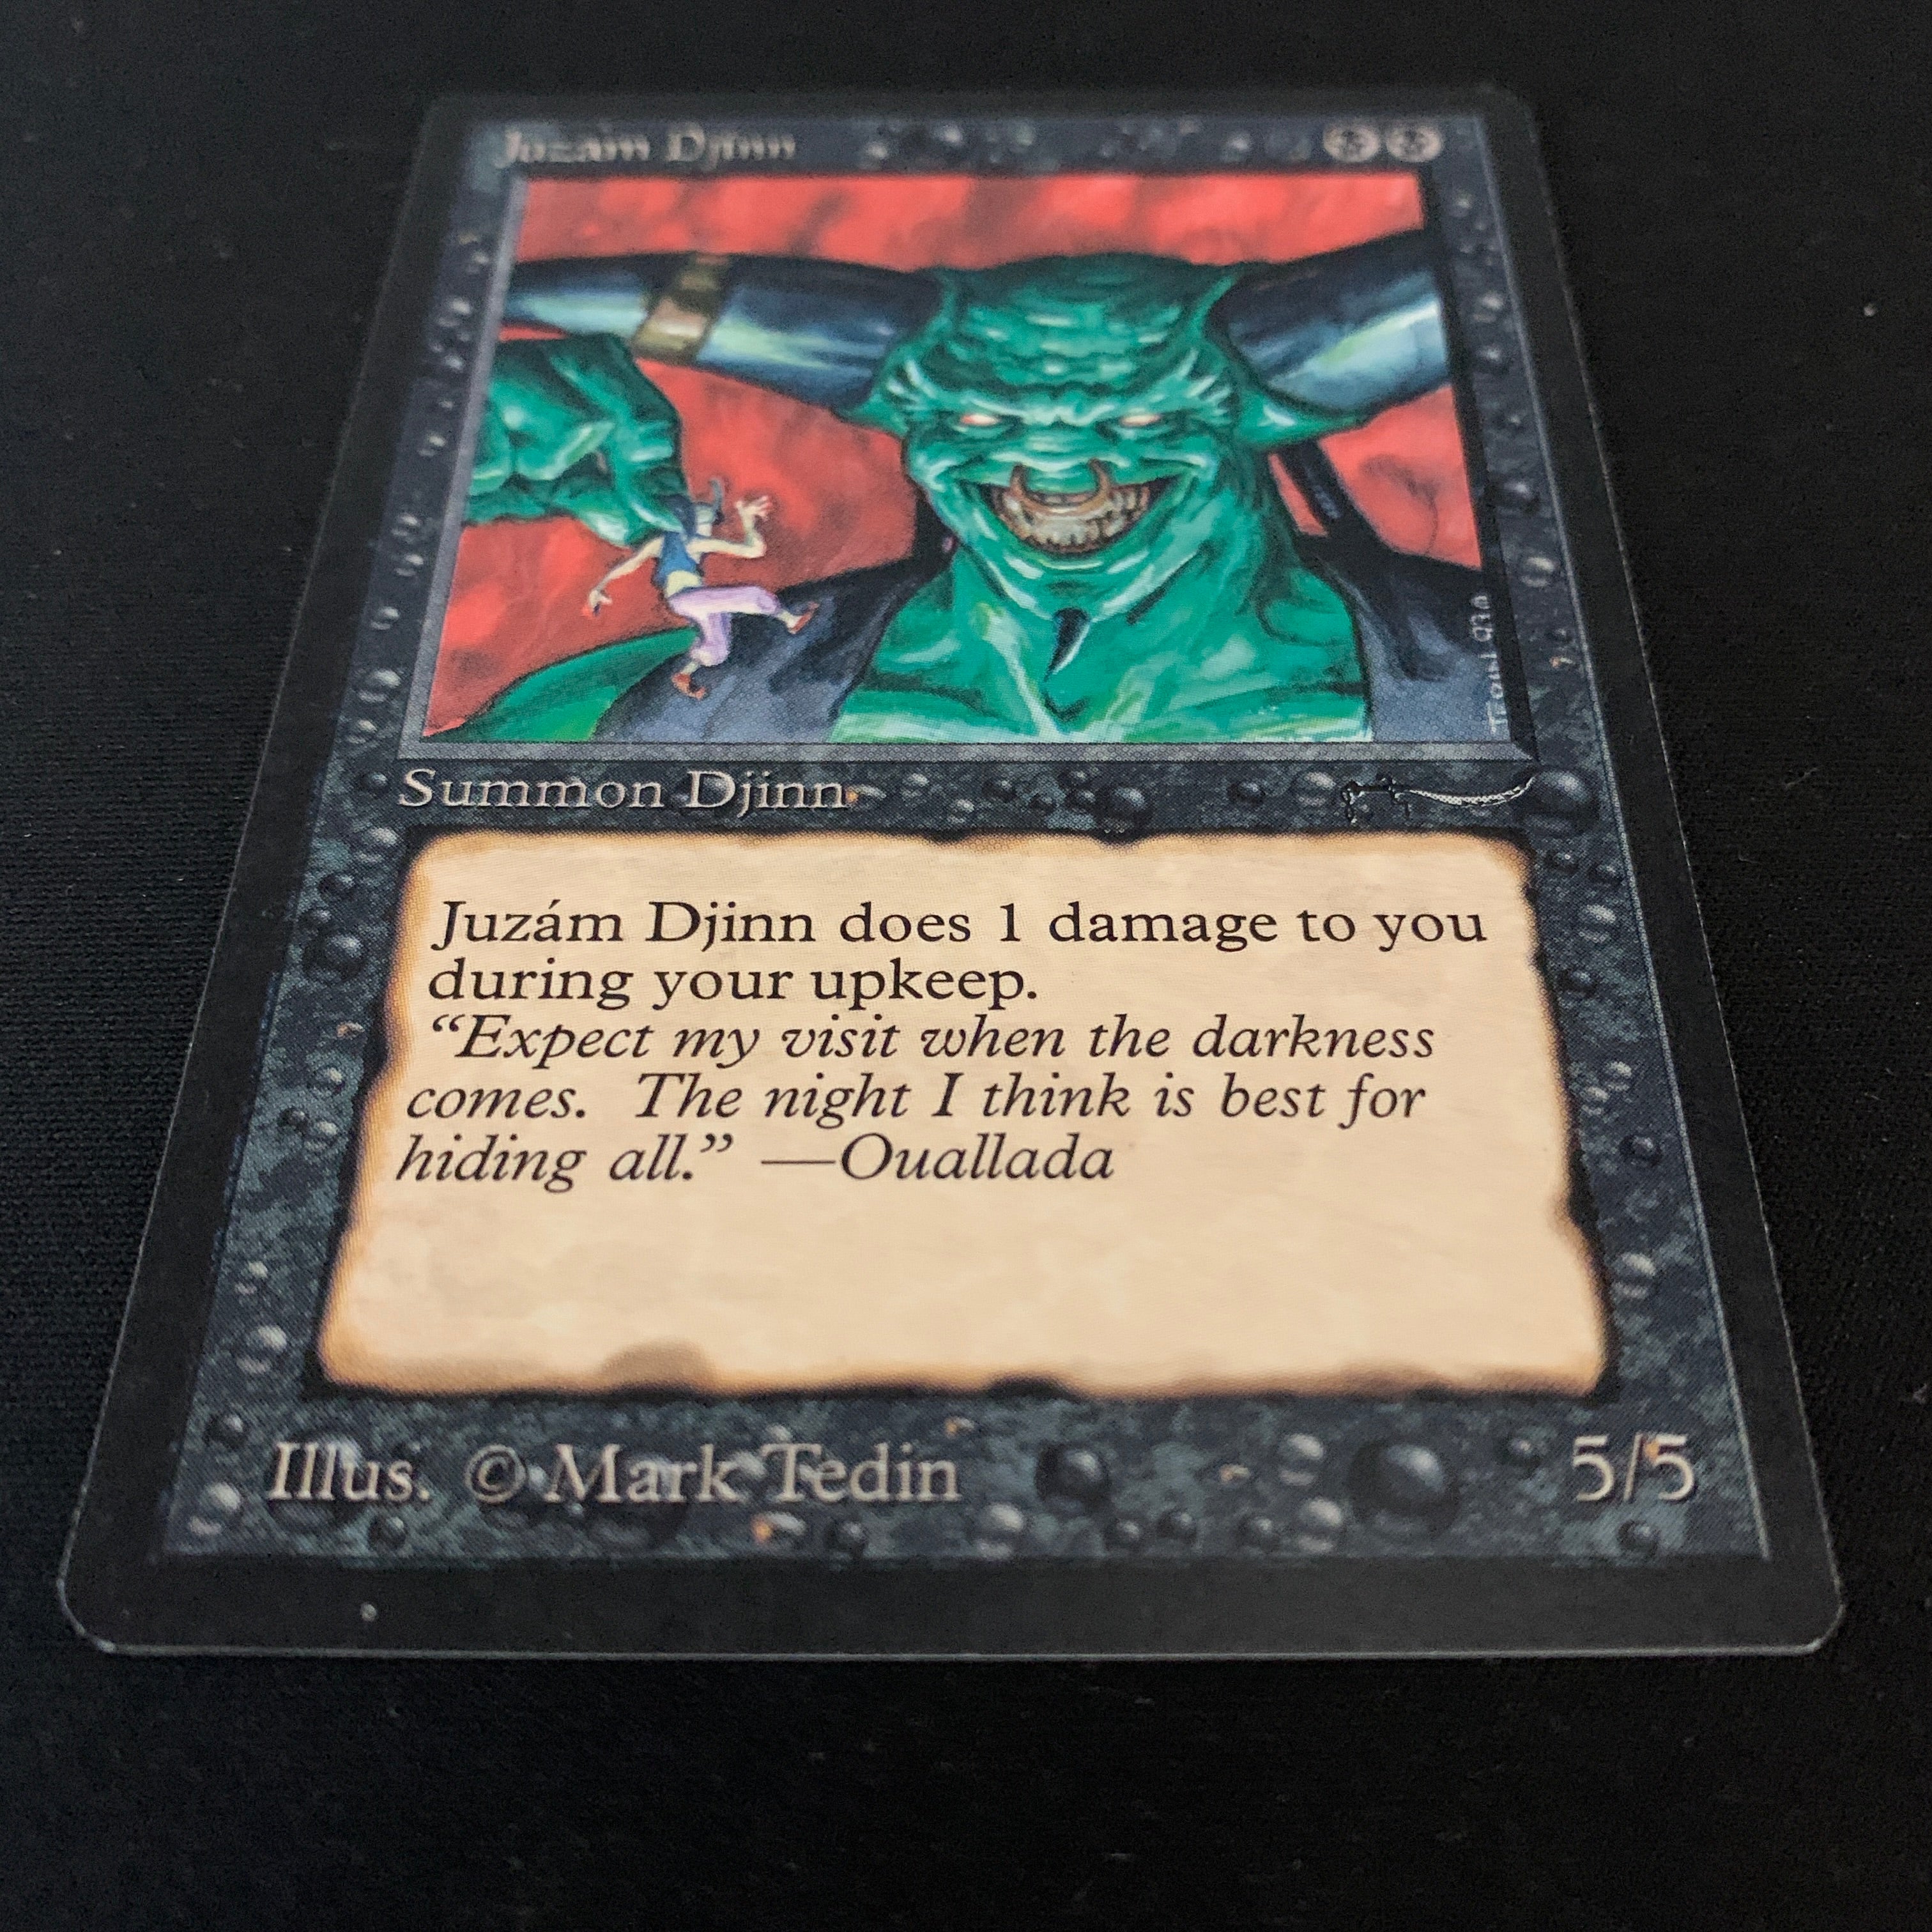 Juzám Djinn
Summon Djinn
Juzám Djinn does 1 damage to you
during your upkeep.
“Expect my visit when the darkness
comes. The night I think is best for
hiding all.” —Ouallada
Illus. © Mark Tedin
5/5